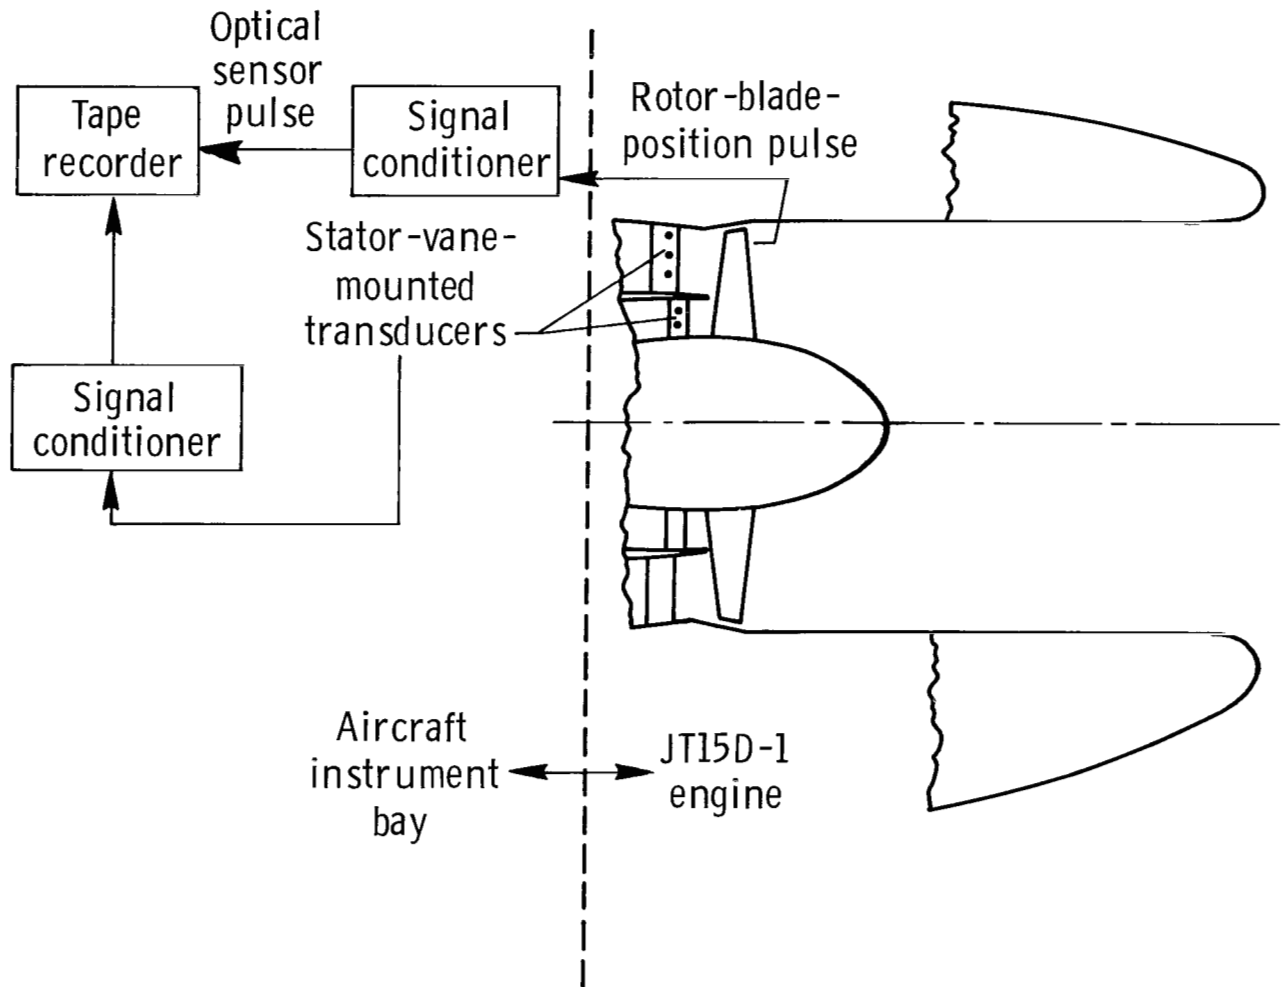 Optical
sensor
pulse
Tape
recorder
Signal
conditioner
Rotor-blade-
position pulse
Stator-vane-
mounted
transducers
Signal
conditioner
Aircraft
instrument
bay
JT15D-1
engine